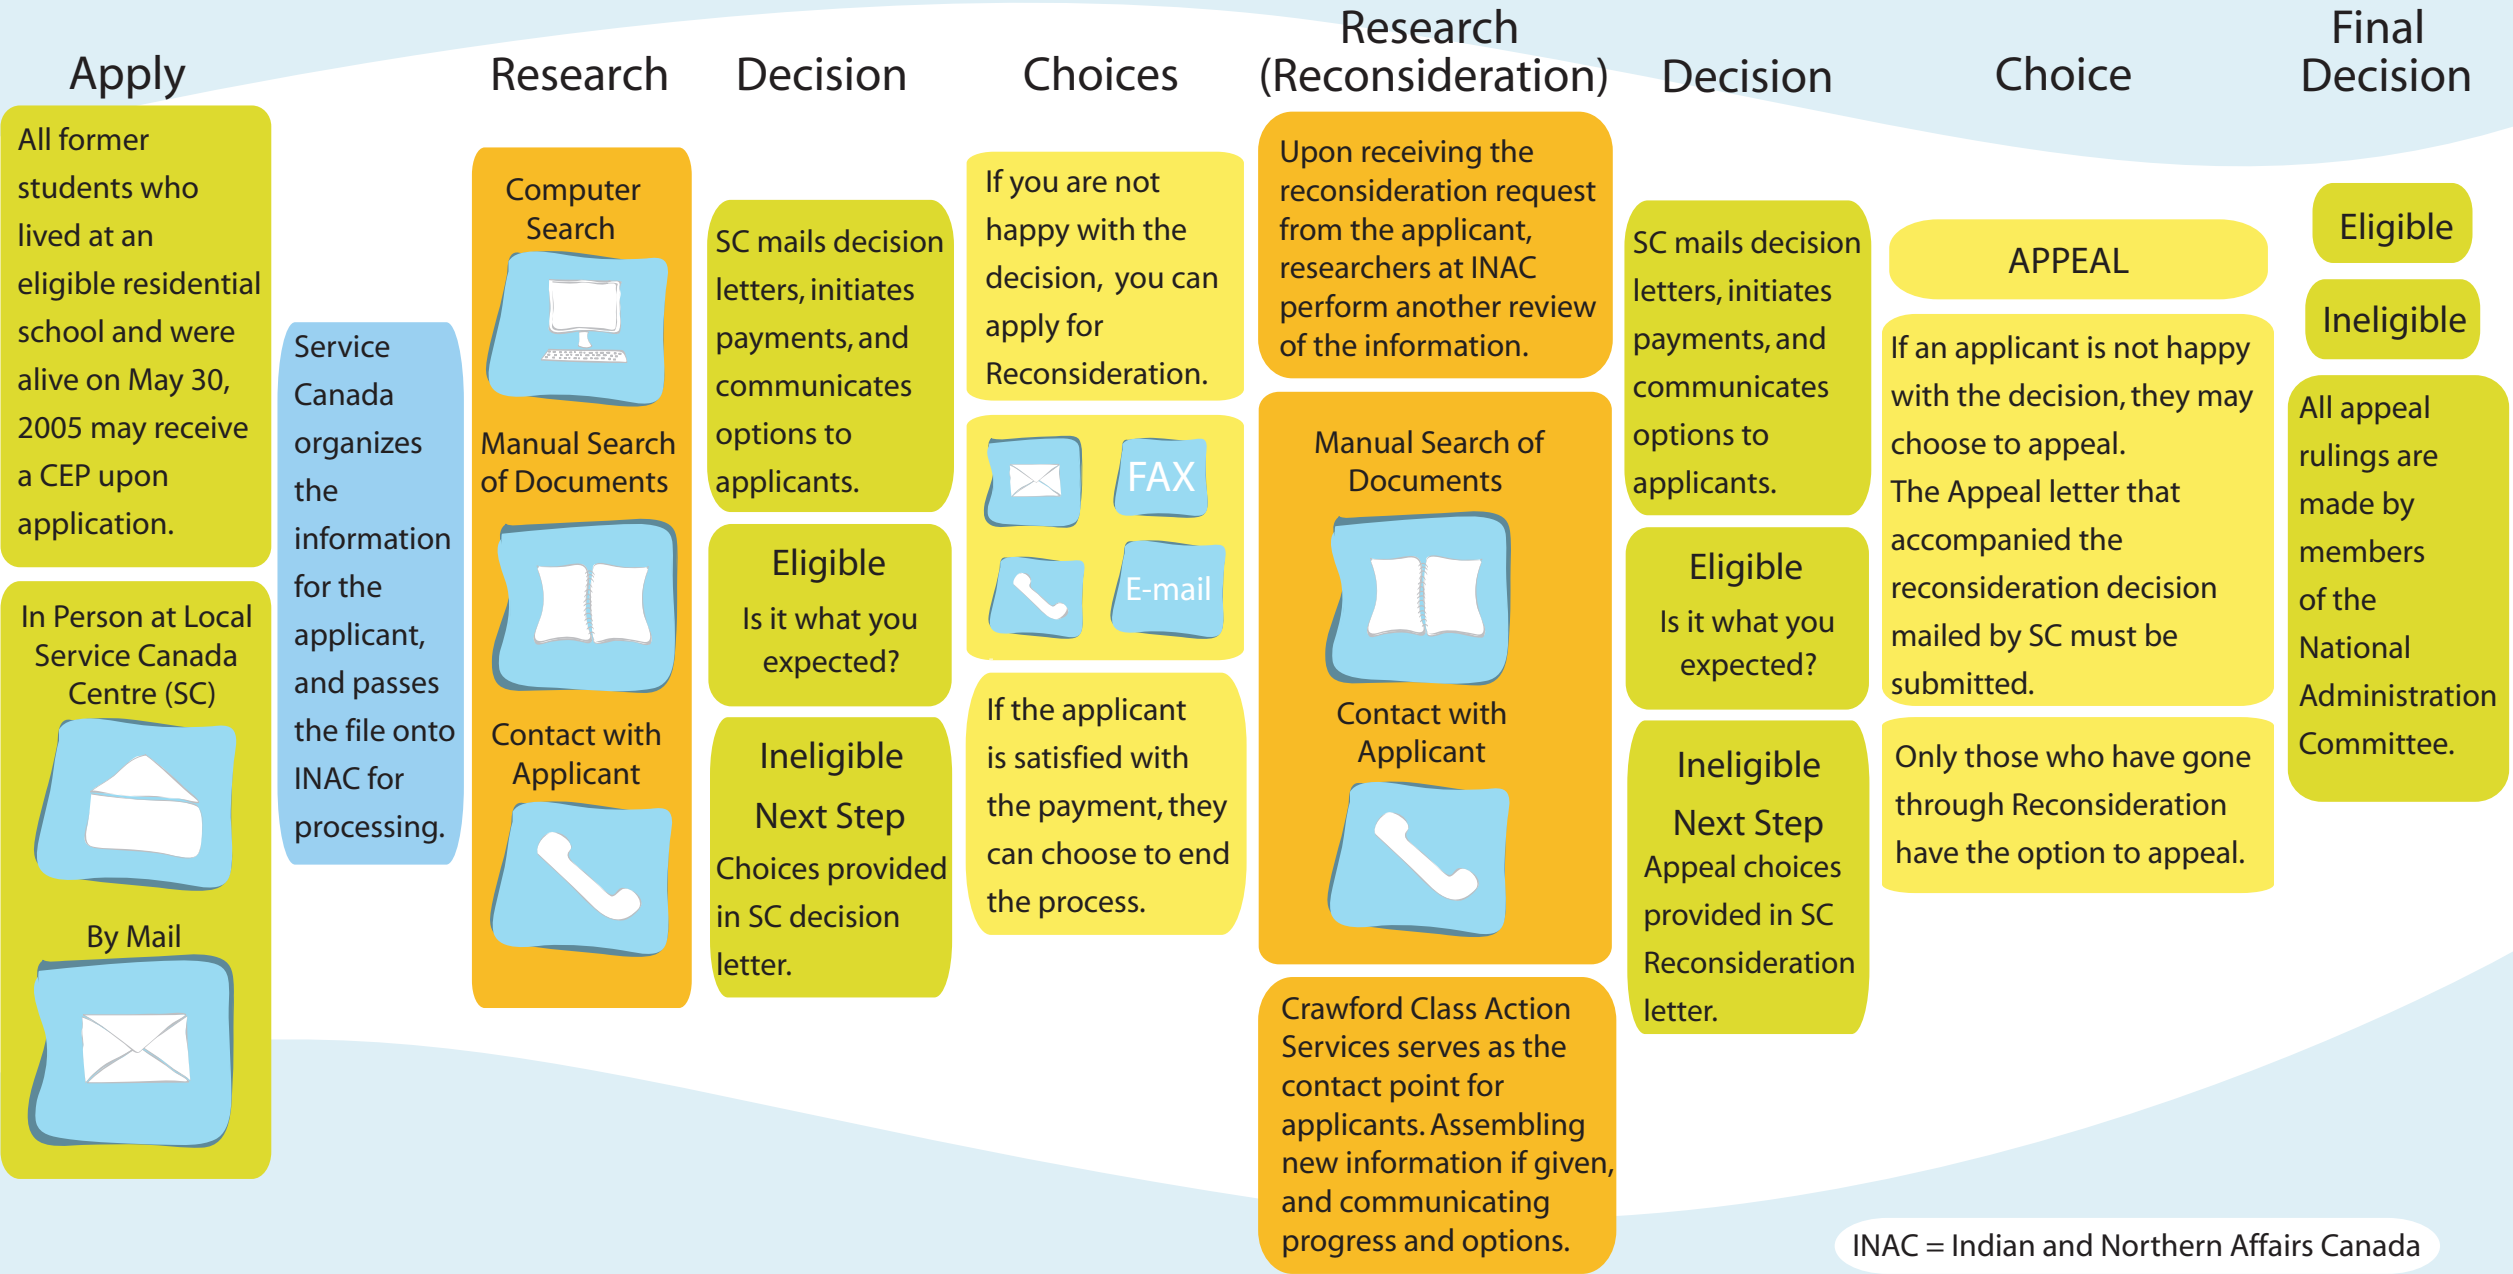 Apply
All former
students who
lived at an
eligible residential
school and were
alive on May 30,
2005 may receive
a CEP upon
application.
In Person at Local
Service Canada
Centre (SC)
By Mail
Service
Canada
organizes
the
information
for the
applicant,
and passes
the file onto
INAC for
processing.
Research
Computer
Search
Manual Search
of Documents
Contact with
Applicant
Decision
SC mails decision
letters, initiates
payments, and
communicates
options to
applicants.
Eligible
Is it what you
expected?
Ineligible
Next Step
Choices provided
in SC decision
letter.
Choices
If you are not
happy with the
decision, you can
apply for
Reconsideration.
FAX
E-mail
If the applicant
is satisfied with
the payment, they
can choose to end
the process.
Research
(Reconsideration)
Upon receiving the
reconsideration request
from the applicant,
researchers at INAC
perform another review
of the information.
Manual Search of
Documents
Contact with
Applicant
Crawford Class Action
Services serves as the
contact point for
applicants. Assembling
new information if given,
and communicating
progress and options.
Decision
SC mails decision
letters, initiates
payments, and
communicates
options to
applicants.
Eligible
Is it what you
expected?
Ineligible
Next Step
Appeal choices
provided in SC
Reconsideration
letter.
Choice
APPEAL
If an applicant is not happy
with the decision, they may
choose to appeal.
The Appeal letter that
accompanied the
reconsideration decision
mailed by SC must be
submitted.
Only those who have gone
through Reconsideration
have the option to appeal.
Final
Decision
Eligible
Ineligible
All appeal
rulings are
made by
members
of the
National
Administration
Committee.
INAC = Indian and Northern Affairs Canada